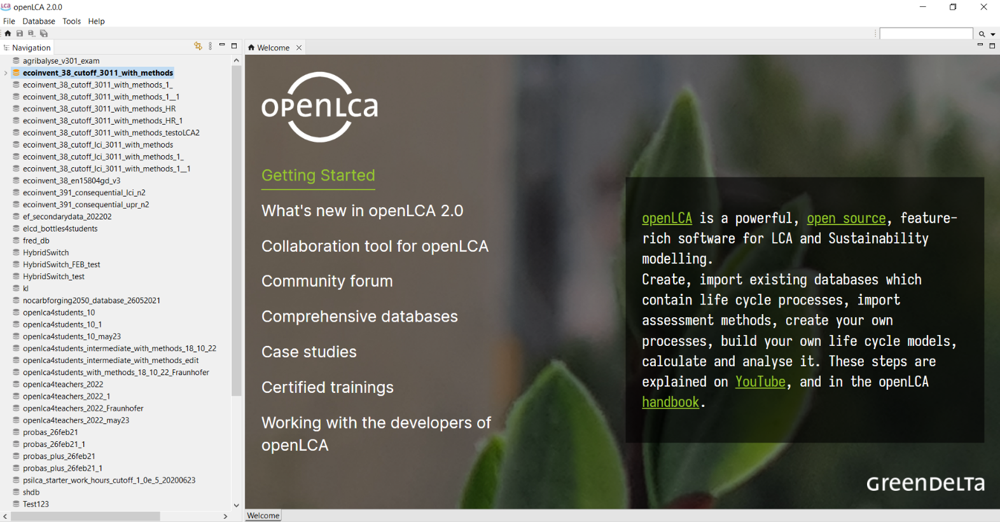 LCA openLCA 2.0.0
File Database Tools Help
Navigation
Welcome
agribalyse_v301_exam
ecoinvent_38_cutoff_3011_with_methods
ecoinvent_38_cutoff_3011_with_methods_1_
ecoinvent_38_cutoff_3011_with_methods_1__1
ecoinvent_38_cutoff_3011_with_methods_HR
ecoinvent_38_cutoff_3011_with_methods_HR_1
ecoinvent_38_cutoff_3011_with_methods_testoLCA2
ecoinvent_38_cutoff_lci_3011_with_methods
ecoinvent_38_cutoff_lci_3011_with_methods_1_
ecoinvent_38_cutoff_lci_3011_with_methods_1__1
ecoinvent_38_en15804gd_v3
ecoinvent_391_consequential_lci_n2
ecoinvent_391_consequential_upr_n2
ef_secondarydata_202202
elcd_bottles4students
fred_db
HybridSwitch
HybridSwitch_FEB_test
HybridSwitch_test
kl
nocarbforging2050_database_26052021
openlca4students_10
openlca4students_10_1
openlca4students_10_may23
openlca4students_intermediate_with_methods_18_10_22
openlca4students_intermediate_with_methods_edit
openlca4students_with_methods_18_10_22_Fraunhofer
openlca4teachers_2022
openlca4teachers_2022_1
openlca4teachers_2022_Fraunhofer
openlca4teachers_2022_may23
probas_26feb21
probas_26feb21_1
probas_plus_26feb21
probas_plus_26feb21_1
psilca_starter_work_hours_cutoff_1_0e_5_20200623
shdb
Test123
openLca
Getting Started
What's new in openLCA 2.0
Collaboration tool for openLCA
Community forum
Comprehensive databases
Case studies
Certified trainings
Working with the developers of
openLCA
openLCA is a powerful, open source, feature-
rich software for LCA and Sustainability
modelling.
Create, import existing databases which
contain life cycle processes, import
assessment methods, create your own
processes, build your own life cycle models,
calculate and analyse it. These steps are
explained on YouTube, and in the openLCA
handbook.
GreenDelta
Welcome